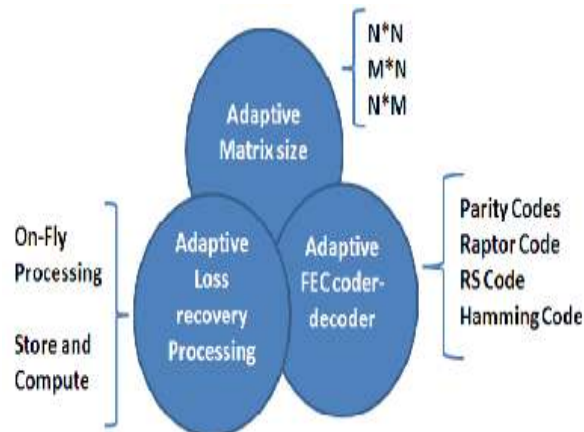 N*N
M*N
N*M
Adaptive
Matrix size
On-Fly
Processing
Store and
Compute
Adaptive
Loss
recovery
Processing
Adaptive
FEC coder-
decoder
Parity Codes
Raptor Code
RS Code
Hamming Code